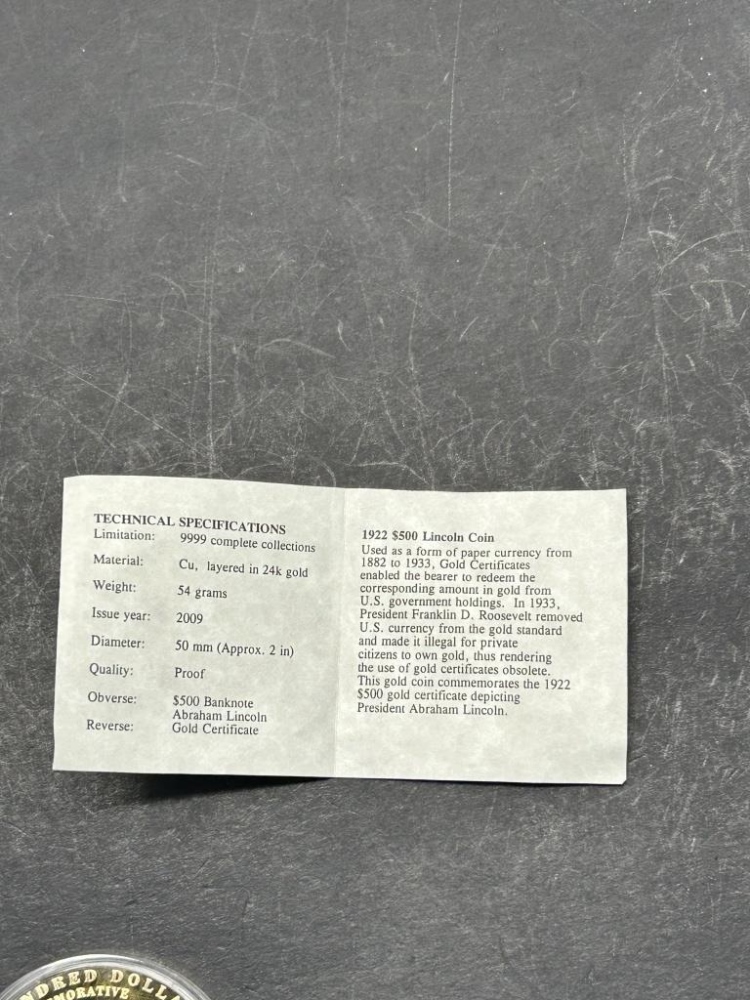 TECHNICAL SPECIFICATIONS
Limitation: 9999 complete collections
Material: Cu, layered in 24k gold
Weight: 54 grams
Issue year: 2009
Diameter: 50 mm (Approx. 2 in)
Quality: Proof
Obverse: $500 Banknote
Abraham Lincoln
Reverse: Gold Certificate
1922 $500 Lincoln Coin
Used as a form of paper currency from
1882 to 1933, Gold Certificates
enabled the bearer to redeem the
corresponding amount in gold from
U.S. government holdings. In 1933,
President Franklin D. Roosevelt removed
U.S. currency from the gold standard
and made it illegal for private
citizens to own gold, thus rendering
the use of gold certificates obsolete.
This gold coin commemorates the 1922
$500 gold certificate depicting
President Abraham Lincoln.